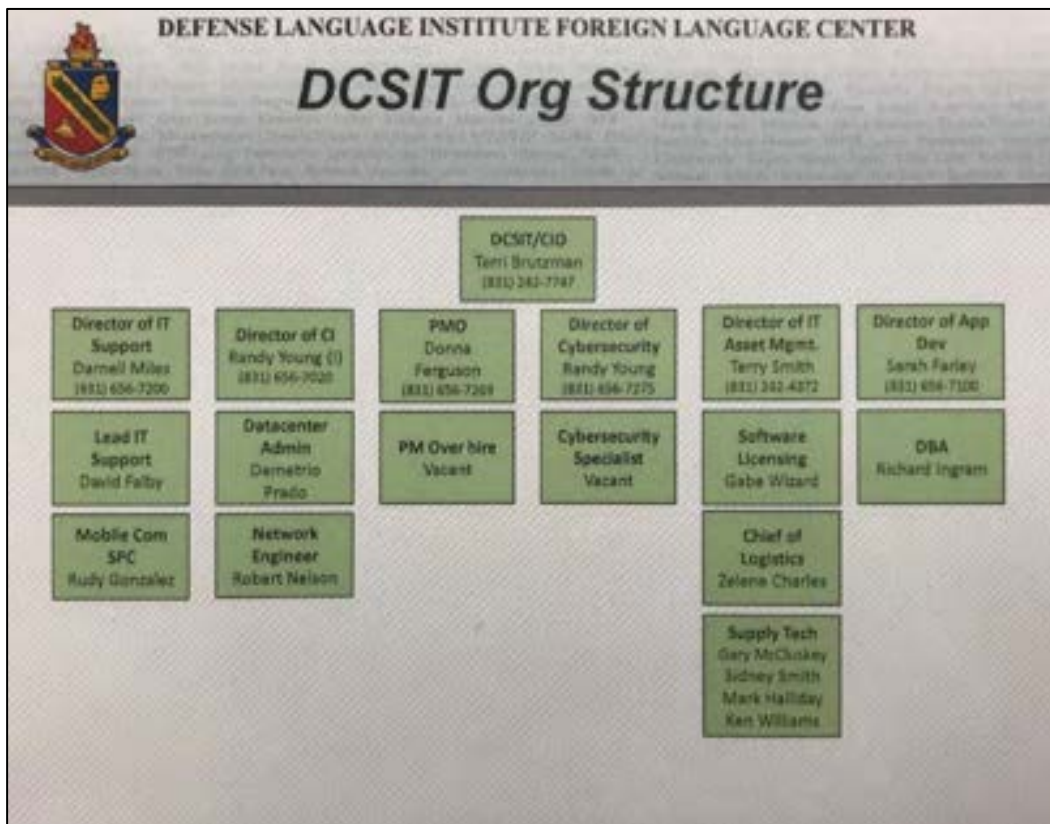 DEFENSE LANGUAGE INSTITUTE FOREIGN LANGUAGE CENTER
DCSIT Org Structure
DCSIT/CIO
Terri Brutzman
(831) 242-7747
Director of IT
Support
Darnell Miles
(831) 656-7200
Director of CI
Randy Young (I)
(831) 656-7020
PMO
Donna
Ferguson
(831) 656-7269
Director of
Cybersecurity
Randy Young
(831) 656-7275
Director of IT
Asset Mgmt.
Terry Smith
(831) 242-4372
Director of App
Dev
Sarah Farley
(831) 656-7100
Lead IT
Support
David Falby
Datacenter
Admin
Demetrio
Prado
PM Over hire
Vacant
Cybersecurity
Specialist
Vacant
Software
Licensing
Gabe Wizard
DBA
Richard Ingram
Mobile Com
SPC
Rudy Gonzalez
Network
Engineer
Robert Nelson
Chief of
Logistics
Zelene Charles
Supply Tech
Gary McCluskey
Sidney Smith
Mark Halliday
Ken Williams